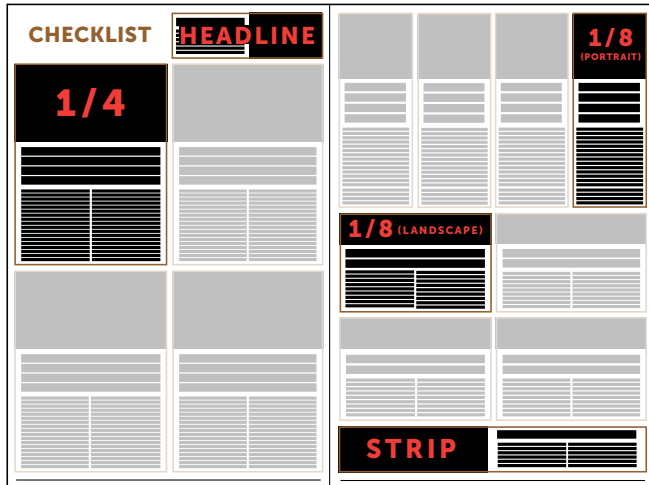 CHECKLIST
HEADLINE
1/4
1/8
(PORTRAIT)
1/8 (LANDSCAPE)
STRIP